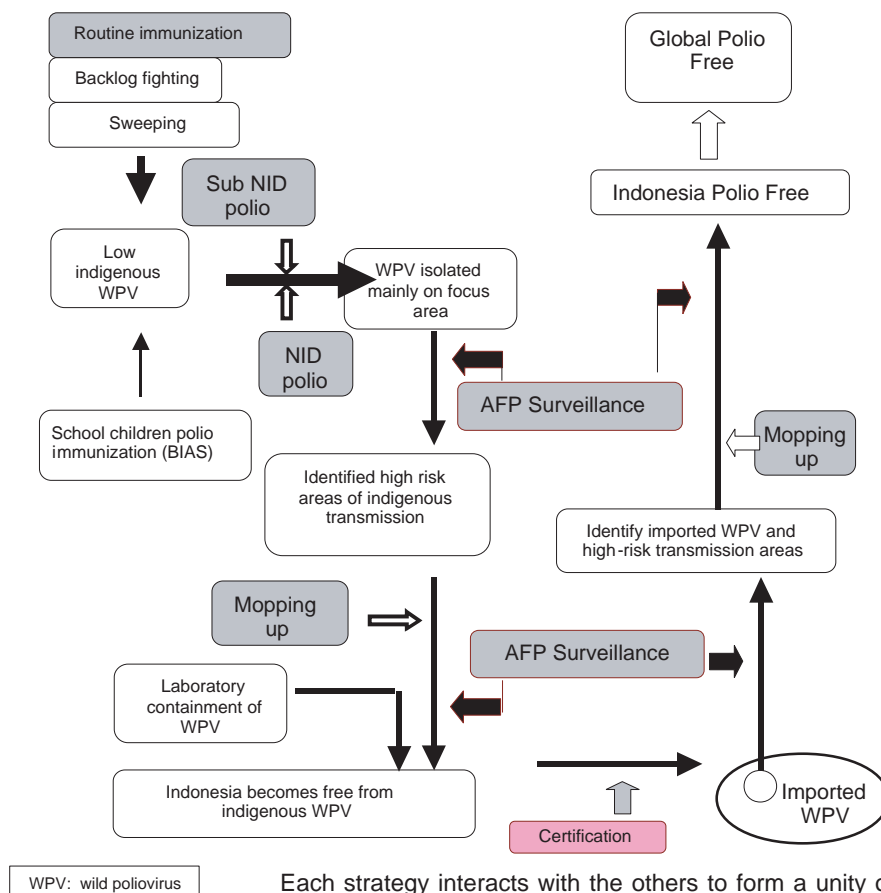 Routine immunization
Backlog fighting
Sweeping
Sub NID
polio
Low
indigenous
WPV
NID
polio
School children polio
immunization (BIAS)
WPV isolated
mainly on focus
area
Identified high risk
areas of indigenous
transmission
Mopping
up
Laboratory
containment of
WPV
Indonesia becomes free from
indigenous WPV
Global Polio
Free
Indonesia Polio Free
AFP Surveillance
Mopping
up
Identify imported WPV and
high-risk transmission areas
AFP Surveillance
Certification
Imported
WPV
WPV: wild poliovirus
Each strategy interacts with the others to form a unity